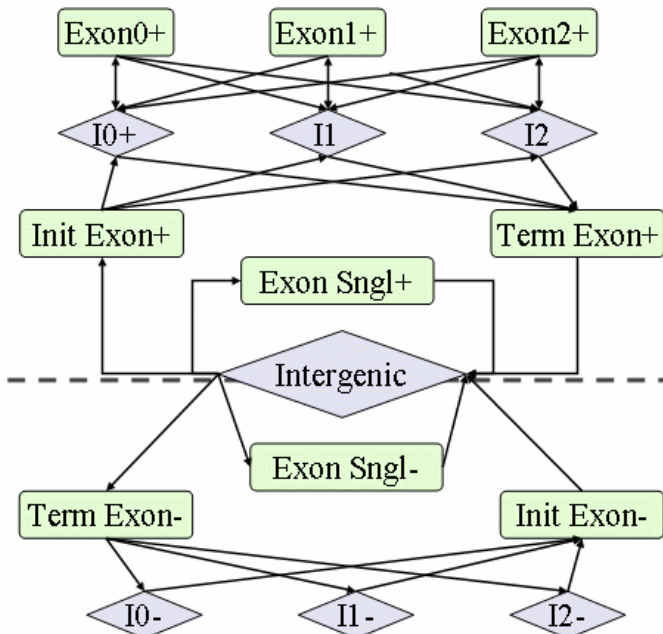 Exon0+ Exon1+ Exon2+
I0+ I1 I2
Init Exon+ Term Exon+
Exon Sngl+
Intergenic
Exon Sngl-
Term Exon- Init Exon-
I0- I1- I2-